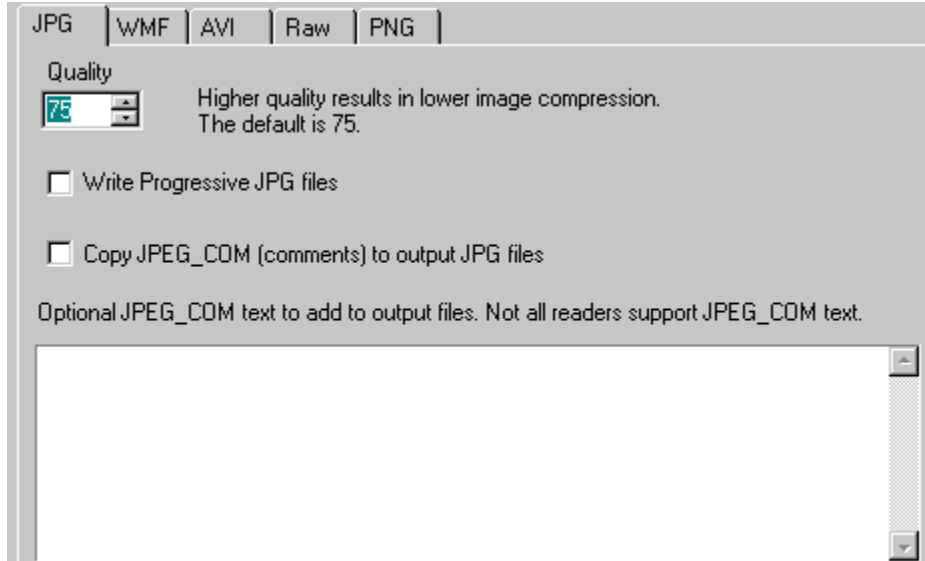 JPG WMF AVI Raw PNG
Quality
75
Higher quality results in lower image compression.
The default is 75.
Write Progressive JPG files
Copy JPEG_COM (comments) to output JPG files
Optional JPEG_COM text to add to output files. Not all readers support JPEG_COM text.